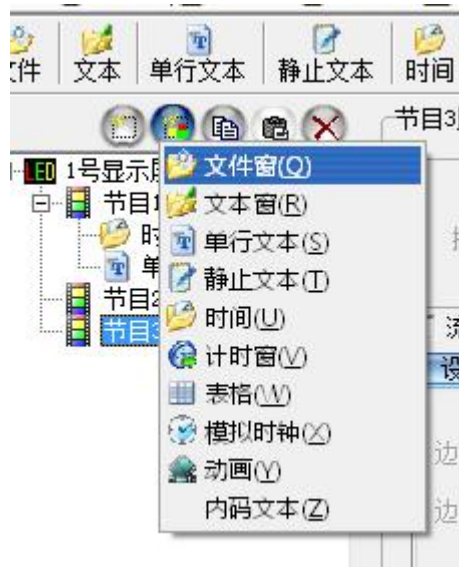 件 文本 单行文本 静止文本 时间
节目3
LED 1号显示屏
节目1
时
单
节目2
节目3
文件窗(Q)
文本窗(R)
单行文本(S)
静止文本(T)
时间(U)
计时窗(V)
表格(W)
模拟时钟(X)
动画(Y)
内码文本(Z)
流
设
边
边